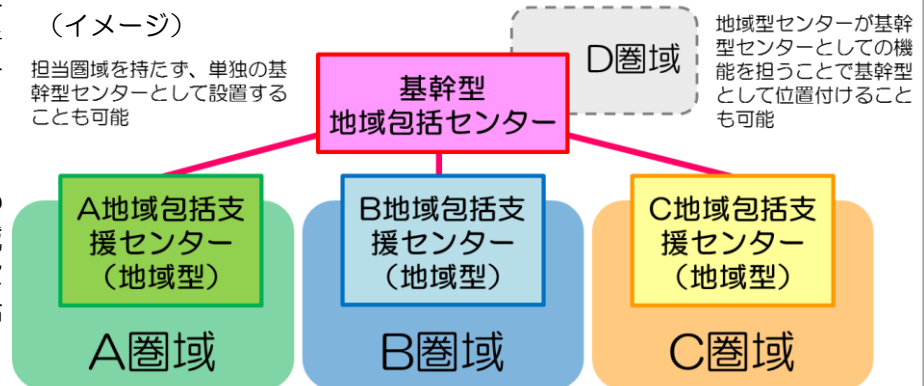 （イメージ）
担当圏域を持たず、単独の基
幹型センターとして設置する
ことも可能
D圏域
地域型センターが基幹
型センターとしての機
能を担うことで基幹型
として位置付けること
も可能
基幹型
地域包括センター
A地域包括支
援センター
（地域型）
B地域包括支
援センター
（地域型）
C地域包括支
援センター
（地域型）
A圏域
B圏域
C圏域